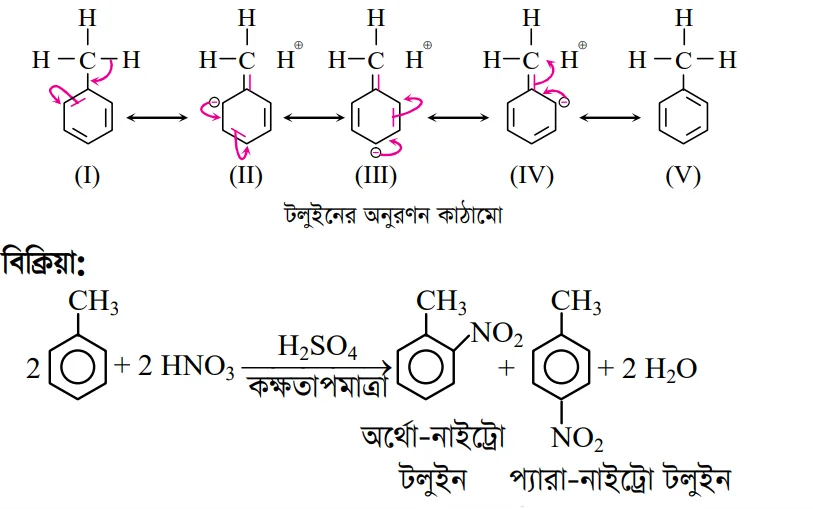 H H H H H
H – C – H H – C H⊕ H – C H⊕ H – C H⊕ H – C – H
⊖ ⊖
⊖
(I) (II) (III) (IV) (V)
টলুইনের অনুরণন কাঠামো
বিক্রিয়া:
CH₃ CH₃ CH₃
2 + 2 HNO₃ H₂SO₄ NO₂ + + 2 H₂O
কক্ষতাপমাত্রা
অর্থো-নাইট্রো NO₂
টলুইন প্যারা-নাইট্রো টলুইন